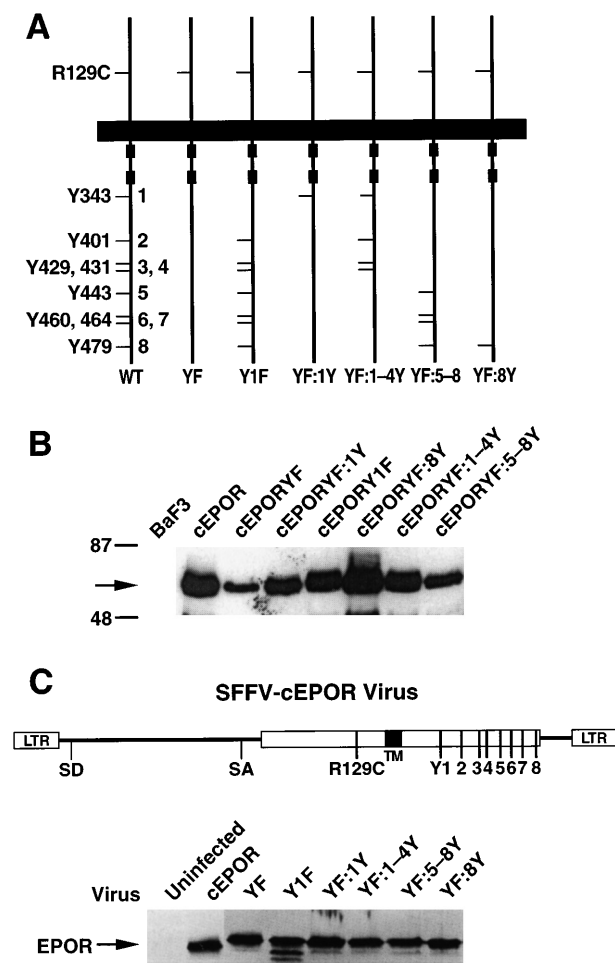 A
R129C
Y343 1
Y401 2
Y429, 431 3, 4
Y443 5
Y460, 464 6, 7
Y479 8
WT YF Y1F YF:1Y YF:1–4Y YF:5–8 YF:8Y
B
BaF3 cEPOR cEPORYF cEPORYF:1Y cEPORY1F cEPORYF:8Y cEPORYF:1–4Y cEPORYF:5–8Y
87
48
C
SFFV-cEPOR Virus
LTR LTR
SD SA R129C TM Y1 2 3 4 5 6 7 8
Virus Uninfected cEPOR YF Y1F YF:1Y YF:1–4Y YF:5–8Y YF:8Y
EPOR